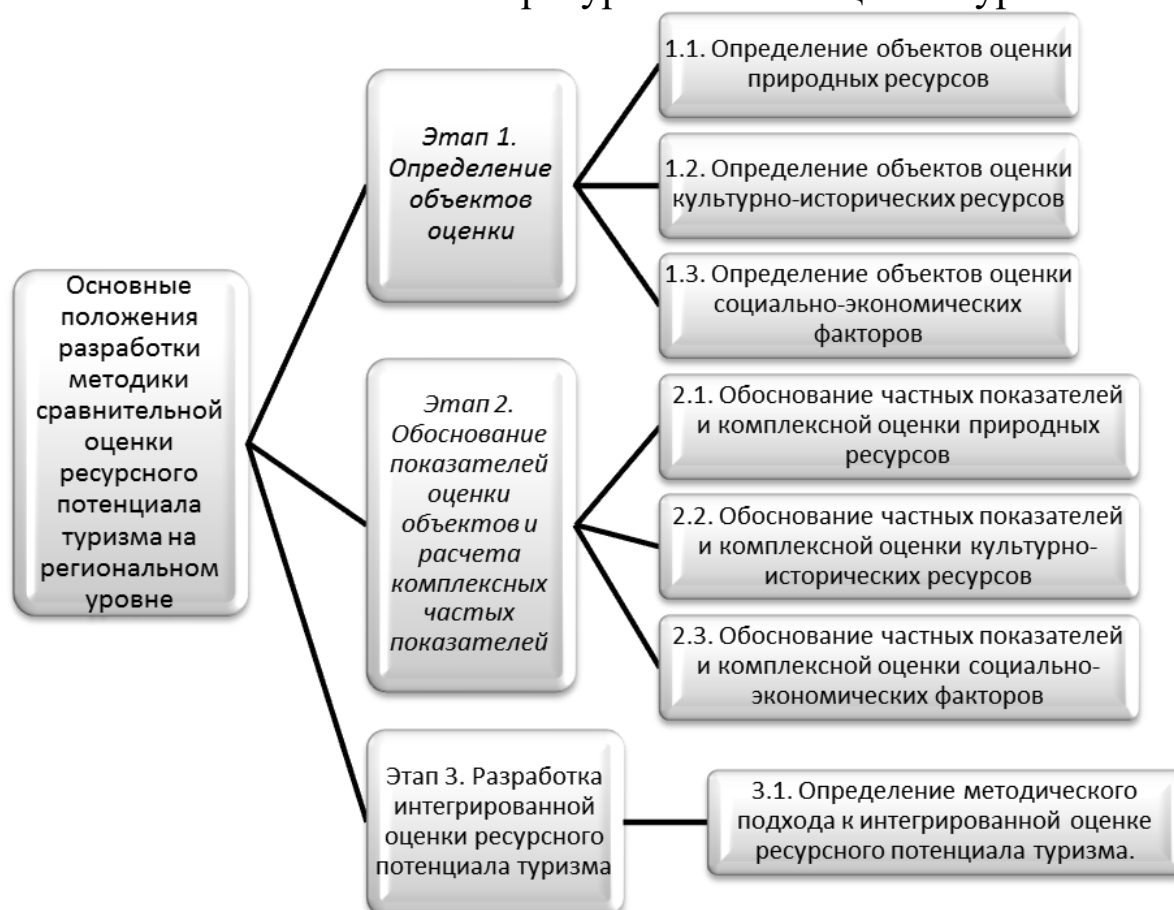 Основные
положения
разработки
методики
сравнительной
оценки
ресурсного
потенциала
туризма на
региональном
уровне
Этап 1.
Определение
объектов
оценки
1.1. Определение объектов оценки
природных ресурсов
1.2. Определение объектов оценки
культурно-исторических ресурсов
1.3. Определение объектов оценки
социально-экономических
факторов
Этап 2.
Обоснование
показателей
оценки
объектов и
расчета
комплексных
частых
показателей
2.1. Обоснование частных показателей
и комплексной оценки природных
ресурсов
2.2. Обоснование частных показателей
и комплексной оценки культурно-
исторических ресурсов
2.3. Обоснование частных показателей
и комплексной оценки социально-
экономических факторов
Этап 3. Разработка
интегрированной
оценки ресурсного
потенциала туризма
3.1. Определение методического
подхода к интегрированной оценке
ресурсного потенциала туризма.